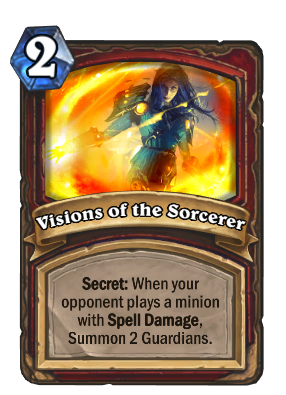 2
Visions of the Sorcerer
Secret: When your
opponent plays a minion
with Spell Damage,
Summon 2 Guardians.